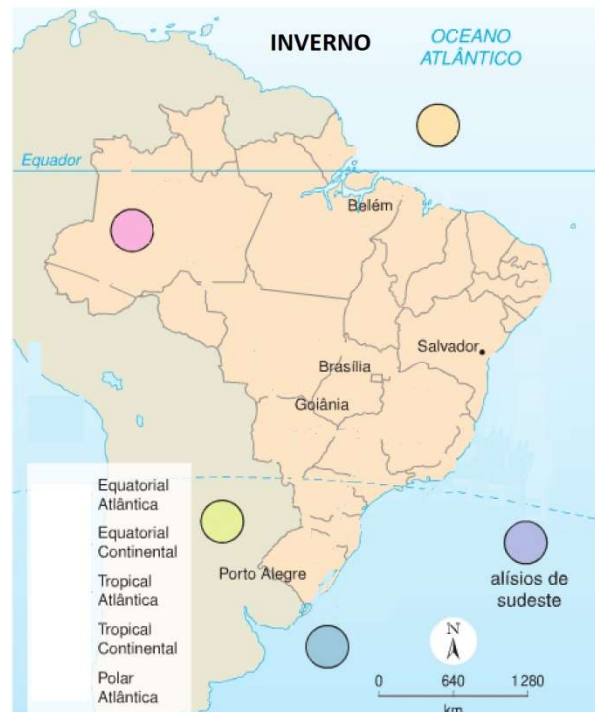 INVERNO
OCEANO
ATLÂNTICO
Equador
Belém
Salvador
Brasília
Goiânia
Equatorial
Atlântica
Equatorial
Continental
Tropical
Atlântica
Tropical
Continental
Polar
Atlântica
Porto Alegre
alísios de
sudeste
N
0 640 1 280
km